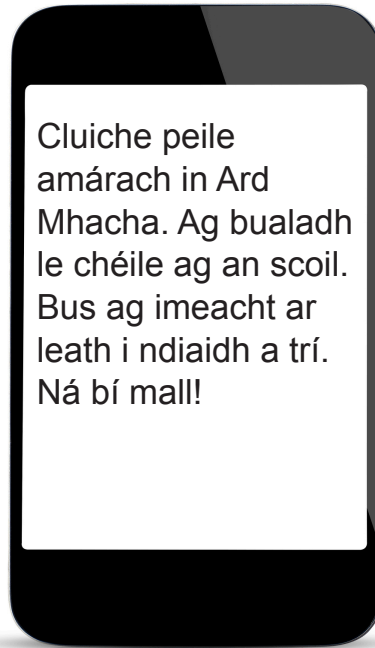 Cluiche peile
amárach in Ard
Mhacha. Ag bualadh
le chéile ag an scoil.
Bus ag imeacht ar
leath i ndiaidh a trí.
Ná bí mall!